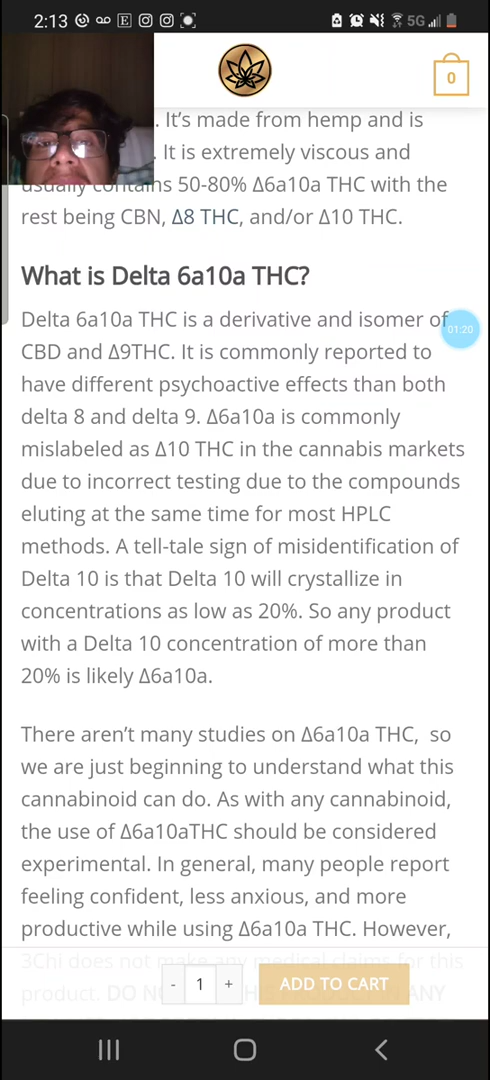 2:13
5G
0
. It’s made from hemp and is
. It is extremely viscous and
usually contains 50-80% Δ6a10a THC with the
rest being CBN, Δ8 THC, and/or Δ10 THC.
What is Delta 6a10a THC?
Delta 6a10a THC is a derivative and isomer of
01:20
CBD and Δ9THC. It is commonly reported to
have different psychoactive effects than both
delta 8 and delta 9. Δ6a10a is commonly
mislabeled as Δ10 THC in the cannabis markets
due to incorrect testing due to the compounds
eluting at the same time for most HPLC
methods. A tell-tale sign of misidentification of
Delta 10 is that Delta 10 will crystallize in
concentrations as low as 20%. So any product
with a Delta 10 concentration of more than
20% is likely Δ6a10a.
There aren’t many studies on Δ6a10a THC, so
we are just beginning to understand what this
cannabinoid can do. As with any cannabinoid,
the use of Δ6a10aTHC should be considered
experimental. In general, many people report
feeling confident, less anxious, and more
productive while using Δ6a10a THC. However,
3Chi does not make any medical claims for this
product. DO NO ANY
- 1 + ADD TO CART